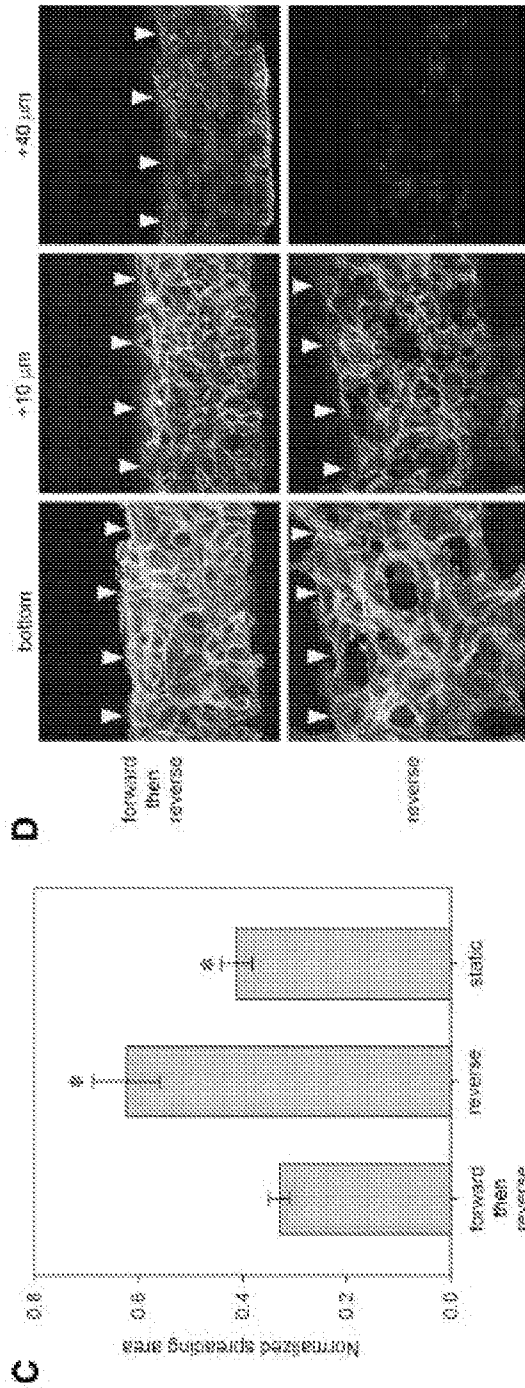 C
Normalized spreading area
0.8
0.6
0.4
0.2
0.0
*
*
forward
then
reverse
reverse
static
D
bottom
+10 µm
+40 µm
forward
then
reverse
reverse